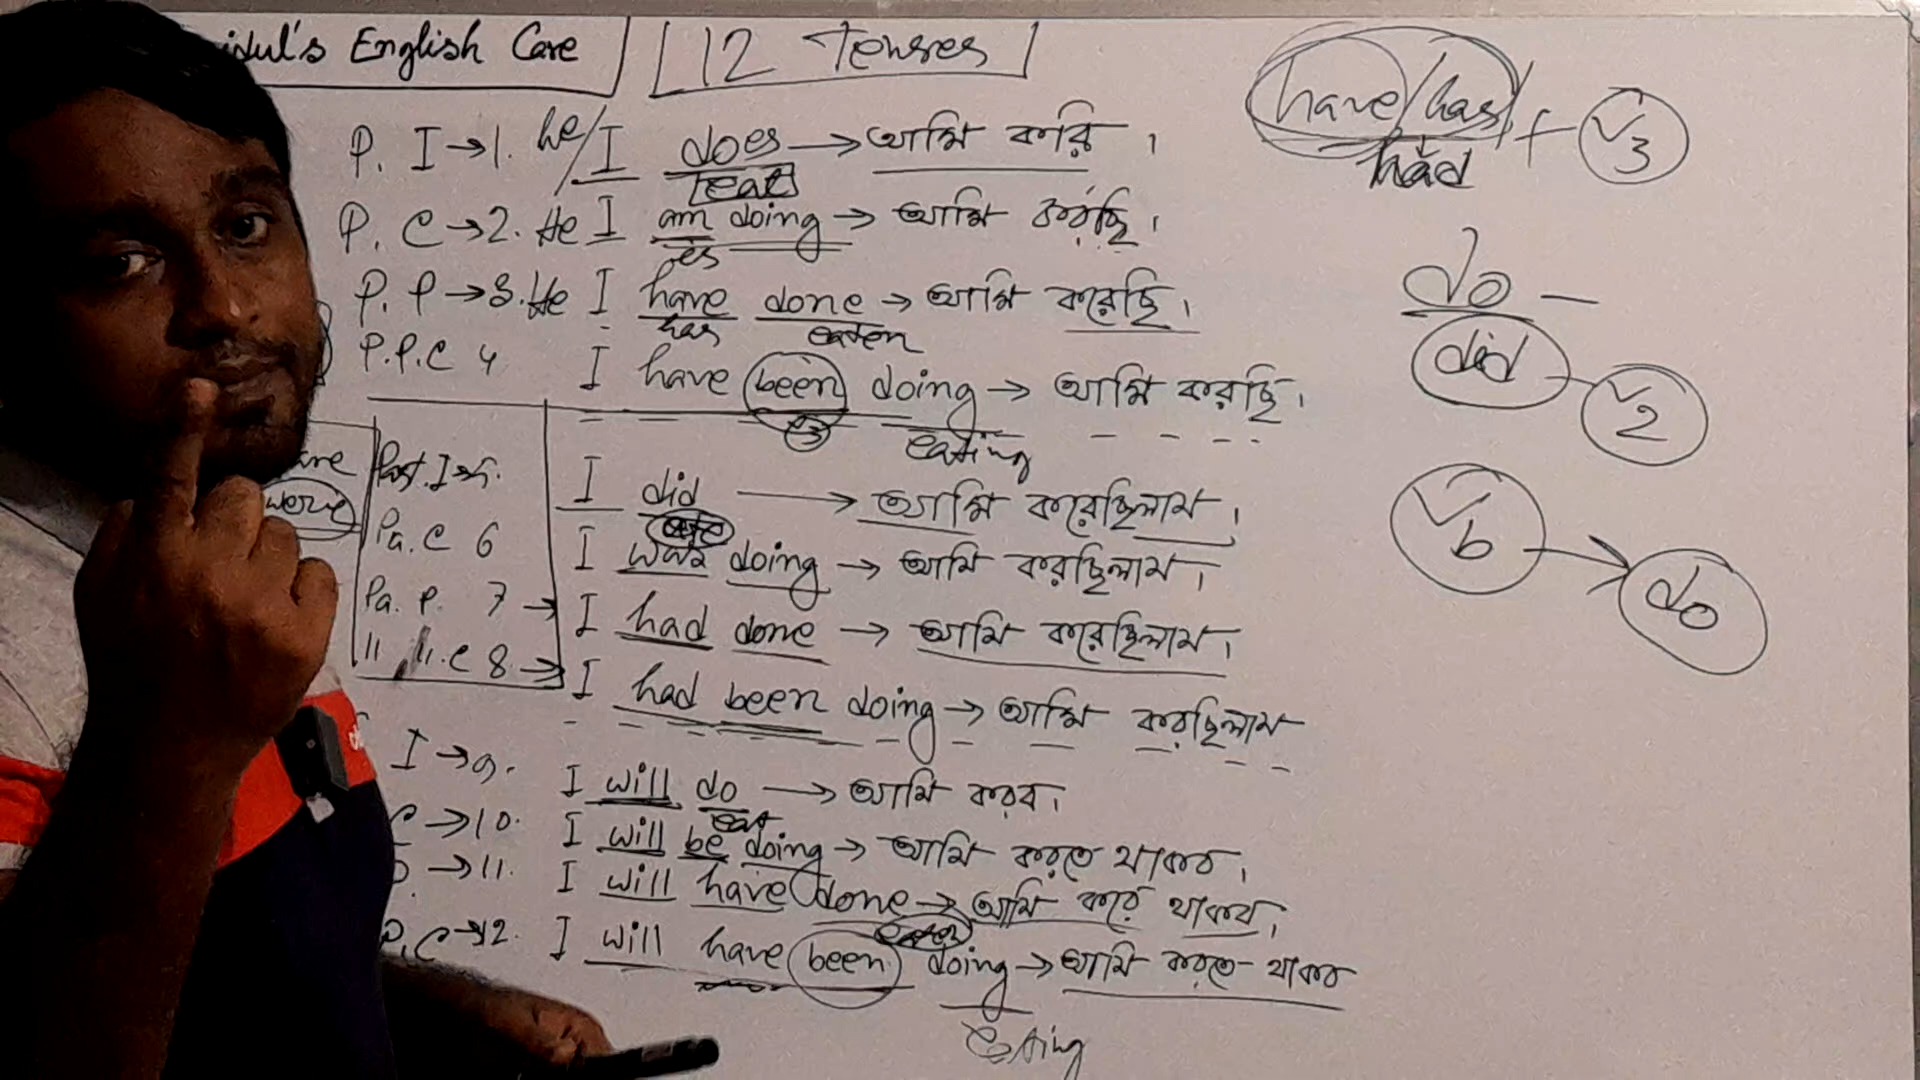 idul's English Care 12 Tenses
P. I → 1. he/I does → আমি করি।
eat
P. C → 2. He I am doing → আমি করছি।
is
P. P → 3. He I have done → আমি করেছি।
has eaten
P.P.C 4 I have been doing → আমি করছি।
3 eating
are Past. I → 5. I did → আমি করেছিলাম।
were
Pa. C 6 I was doing → আমি করছিলাম।
Pa. P. 7 → I had done → আমি করেছিলাম।
" ".C 8 → I had been doing → আমি করছিলাম
I → 9. I will do → আমি করব।
eat
C → 10. I will be doing → আমি করতে থাকব।
→ 11. I will have done → আমি করে থাকব।
eaten
P.C → 12. I will have been doing → আমি করতে থাকব
eating
have/has + V3
had
do —
did V2
Vb → do